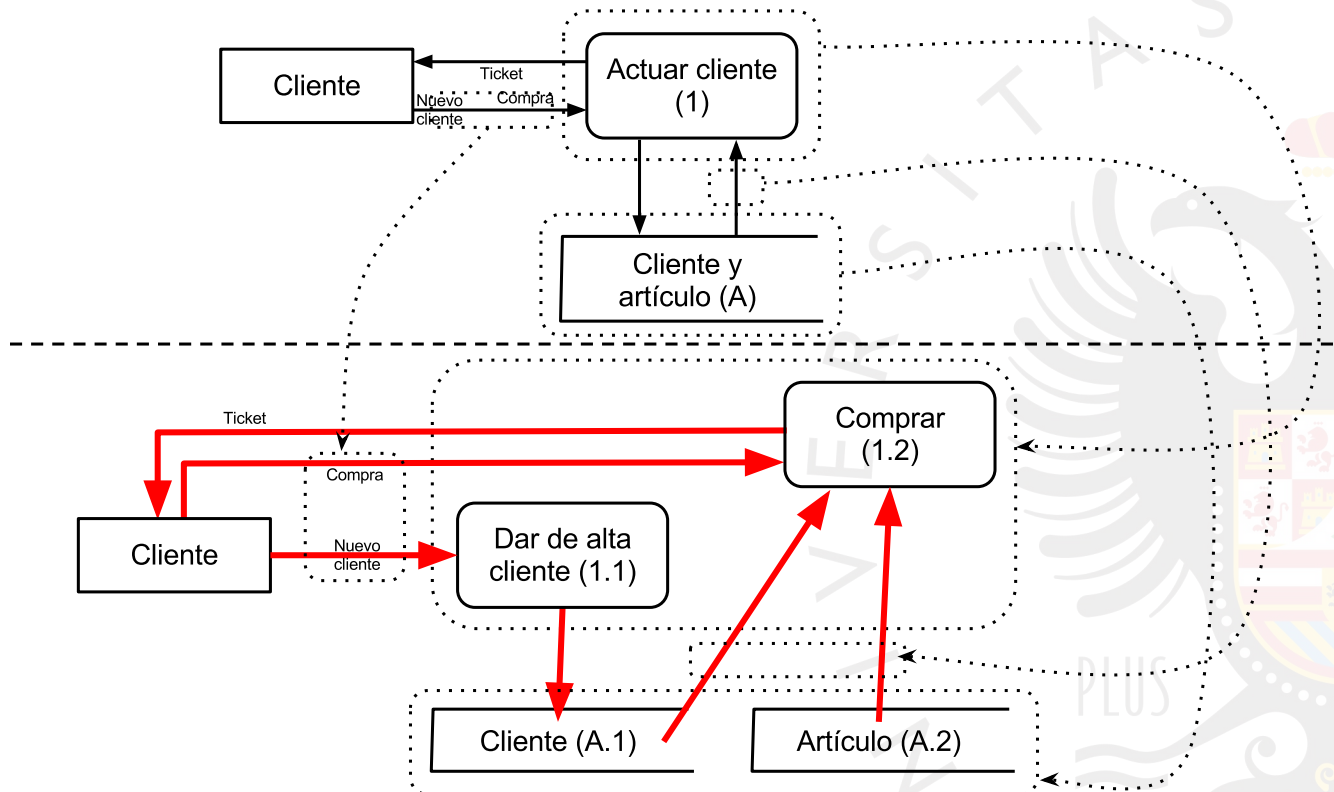 Cliente
Ticket
Nuevo
cliente
Compra
Actuar cliente
(1)
Cliente y
artículo (A)
Ticket
Comprar
(1.2)
Compra
Cliente
Nuevo
cliente
Dar de alta
cliente (1.1)
Cliente (A.1)
Artículo (A.2)
V E R S I T A S
PLUS